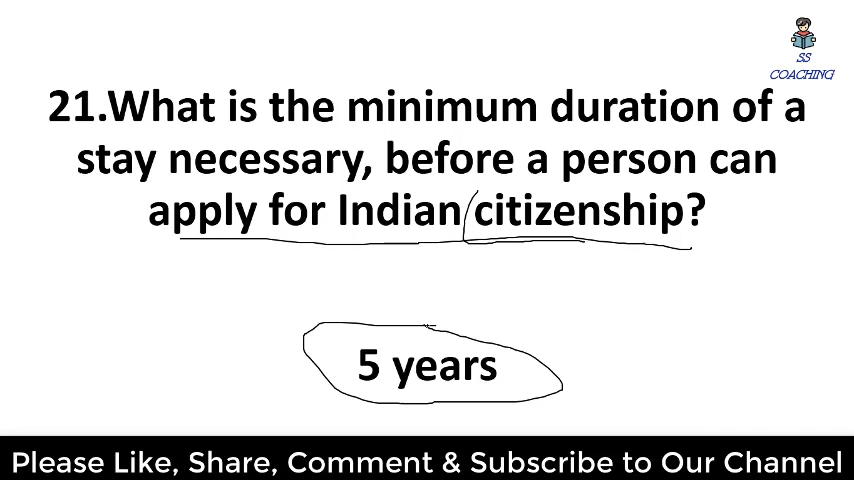 SS
COACHING
21.What is the minimum duration of a
stay necessary, before a person can
apply for Indian citizenship?
5 years
Please Like, Share, Comment & Subscribe to Our Channel